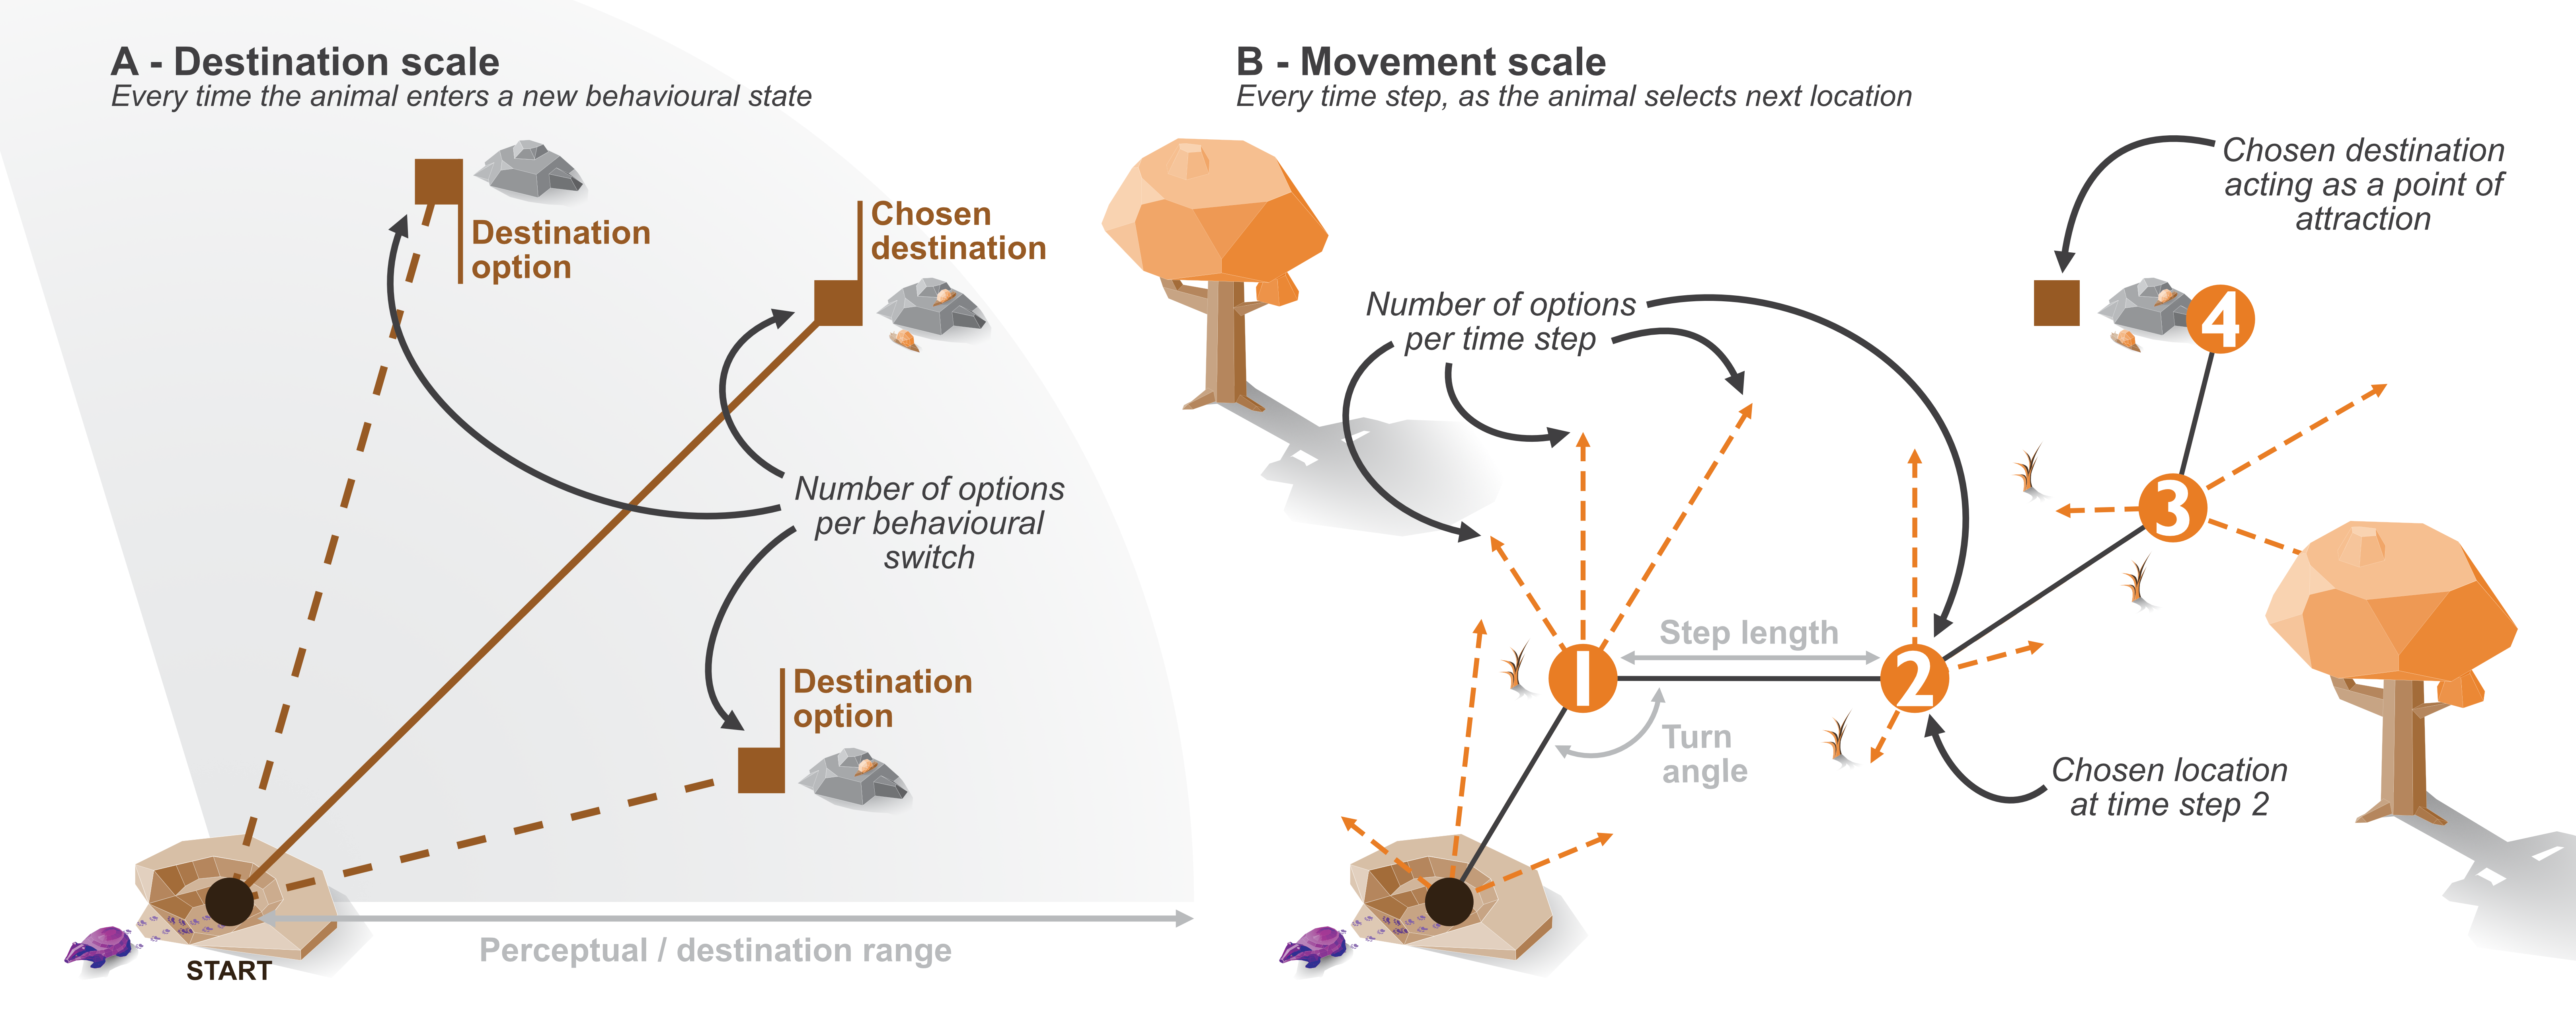 A - Destination scale
Every time the animal enters a new behavioural state
Destination
option
Chosen
destination
Number of options
per behavioural
switch
Destination
option
START
Perceptual / destination range
B - Movement scale
Every time step, as the animal selects next location
Chosen destination
acting as a point of
attraction
Number of options
per time step
4
3
Step length
1
2
Turn
angle
Chosen location
at time step 2